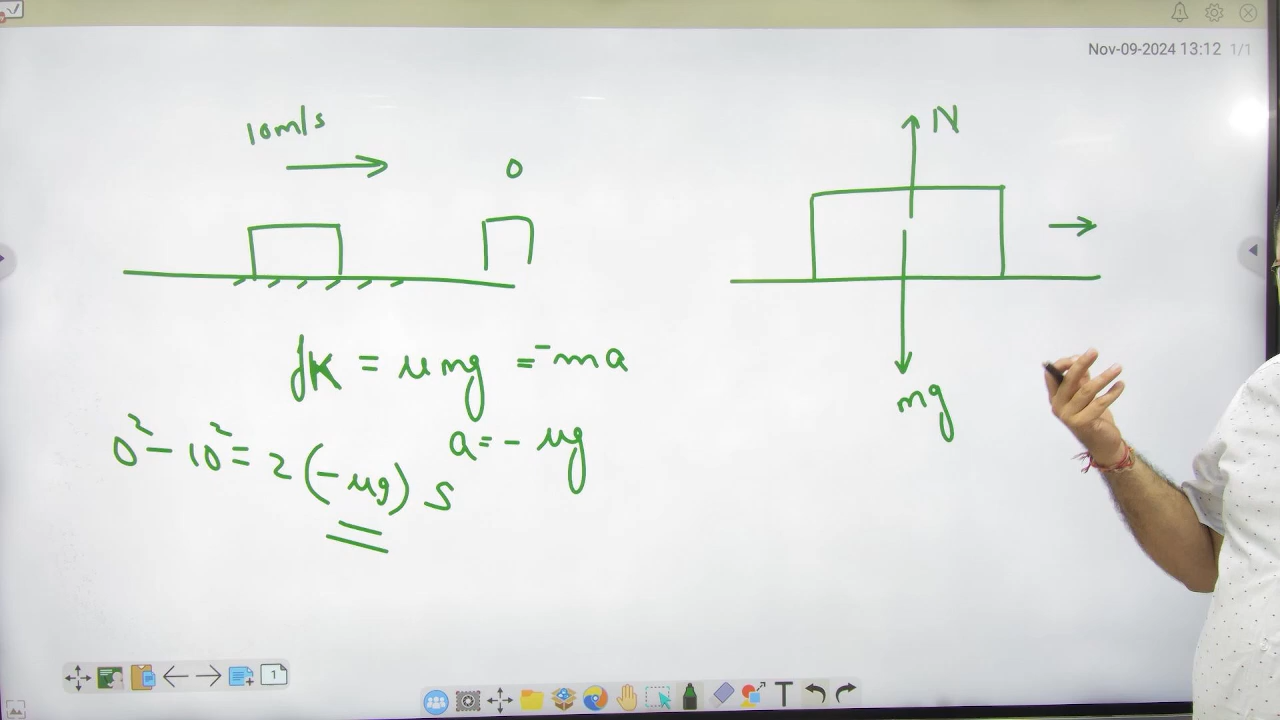 Nov-09-2024 13:12 1/1
10m/s
0
N
fK = μmg = -ma
a = - μg
0² - 10² = 2(-μg) s
mg
1
T